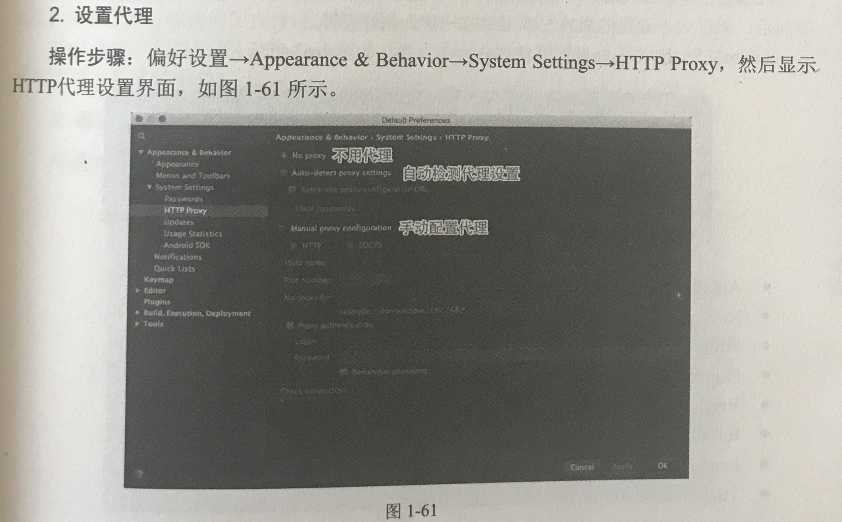 2. 设置代理
操作步骤：偏好设置→Appearance & Behavior→System Settings→HTTP Proxy，然后显示
HTTP代理设置界面，如图 1-61 所示。
Default Preferences
Appearance & Behavior › System Settings › HTTP Proxy
Appearance & Behavior
Appearance
Menus and Toolbars
System Settings
Passwords
HTTP Proxy
Updates
Usage Statistics
Android SDK
Notifications
Quick Lists
Keymap
Editor
Plugins
Build, Execution, Deployment
Tools
No proxy 不用代理
Auto-detect proxy settings 自动检测代理设置
Automatic proxy configuration URL
Manual proxy configuration 手动配置代理
HTTP SOCKS
Host name
Port number
No proxy for
Proxy authentication
Login
Password
Remember password
Check connection
Cancel Apply OK
图 1-61